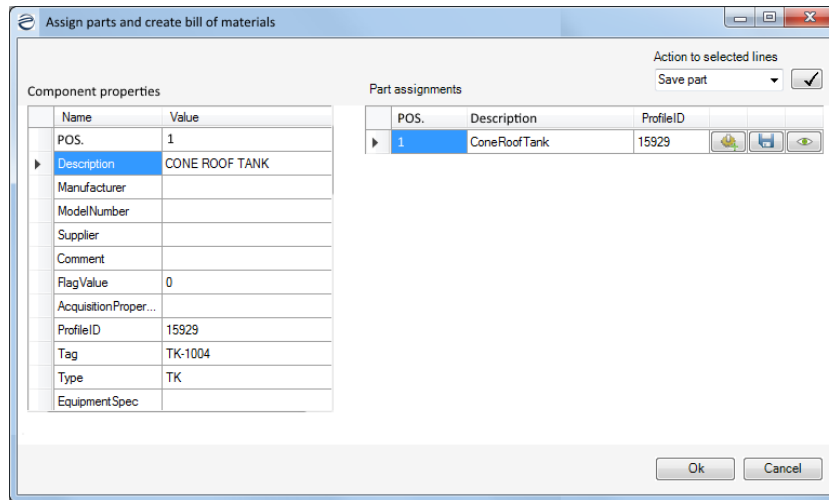 Assign parts and create bill of materials
Action to selected lines
Save part
Component properties
Part assignments
Name Value
POS. 1
Description CONE ROOF TANK
Manufacturer
ModelNumber
Supplier
Comment
FlagValue 0
AcquisitionProper...
ProfileID 15929
Tag TK-1004
Type TK
EquipmentSpec
POS. Description ProfileID
1 ConeRoofTank 15929
Ok Cancel